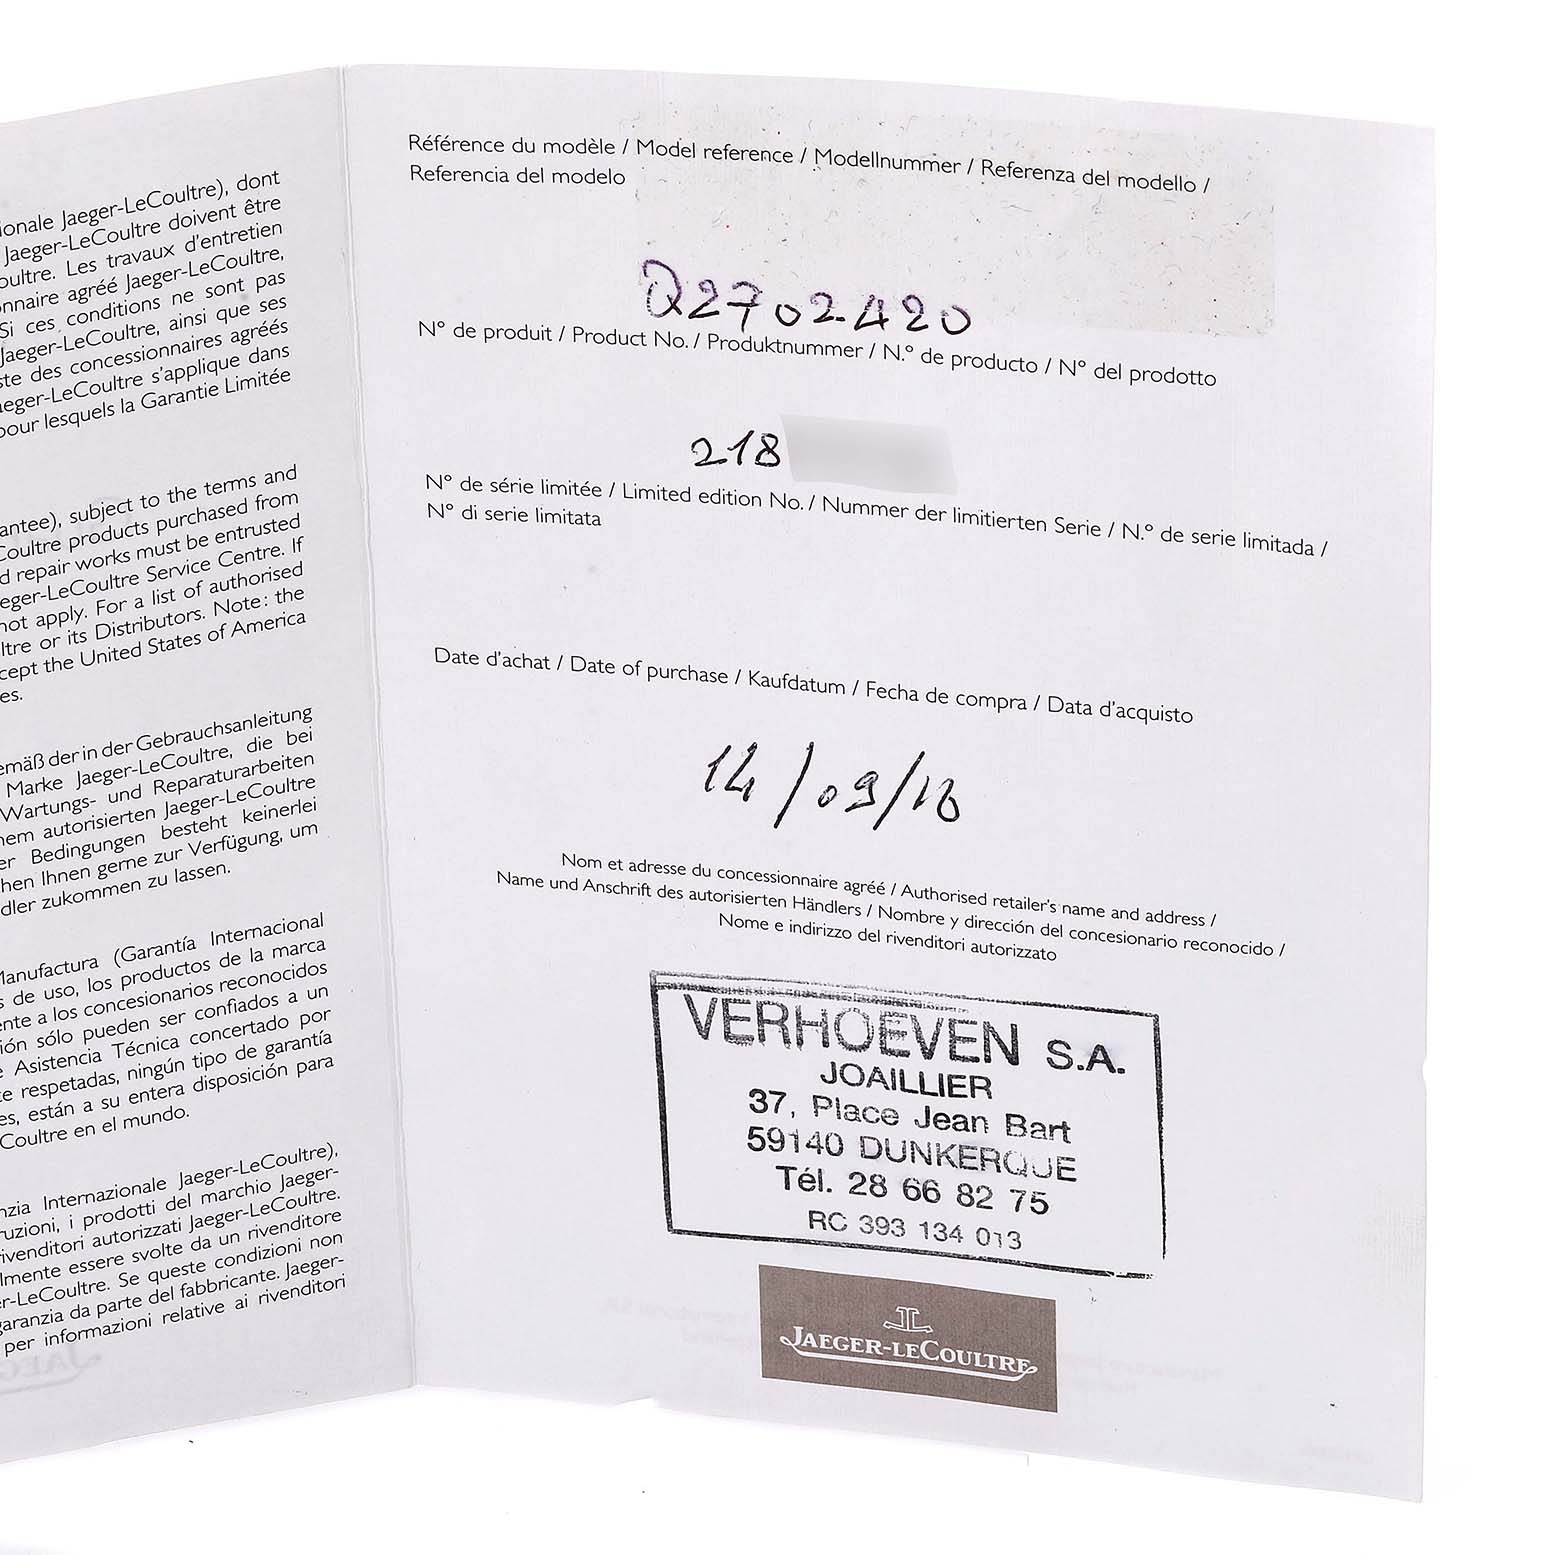 ionale Jaeger-LeCoultre), dont
Jaeger-LeCoultre doivent être
oultre. Les travaux d'entretien
onnaire agréé Jaeger-LeCoultre,
Si ces conditions ne sont pas
Jaeger-LeCoultre, ainsi que ses
ste des concessionnaires agréés
aeger-LeCoultre s'applique dans
pour lesquels la Garantie Limitée
antee), subject to the terms and
Coultre products purchased from
d repair works must be entrusted
eger-LeCoultre Service Centre. If
not apply. For a list of authorised
ltre or its Distributors. Note: the
cept the United States of America
es.
emäß der in der Gebrauchsanleitung
Marke Jaeger-LeCoultre, die bei
Wartungs- und Reparaturarbeiten
nem autorisierten Jaeger-LeCoultre
er Bedingungen besteht keinerlei
hen Ihnen gerne zur Verfügung, um
dler zukommen zu lassen.
Manufactura (Garantía Internacional
s de uso, los productos de la marca
ente a los concesionarios reconocidos
ión sólo pueden ser confiados a un
e Asistencia Técnica concertado por
te respetadas, ningún tipo de garantía
es, están a su entera disposición para
Coultre en el mundo.
nzia Internazionale Jaeger-LeCoultre),
ruzioni, i prodotti del marchio Jaeger-
rivenditori autorizzati Jaeger-LeCoultre.
lmente essere svolte da un rivenditore
r-LeCoultre. Se queste condizioni non
garanzia da parte del fabbricante. Jaeger-
per informazioni relative ai rivenditori
Référence du modèle / Model reference / Modellnummer / Referenza del modello /
Referencia del modelo
Q2702420
N° de produit / Product No. / Produktnummer / N.° de producto / N° del prodotto
218
N° de série limitée / Limited edition No. / Nummer der limitierten Serie / N.° de serie limitada /
N° di serie limitata
Date d'achat / Date of purchase / Kaufdatum / Fecha de compra / Data d'acquisto
14/09/16
Nom et adresse du concessionnaire agréé / Authorised retailer's name and address /
Name und Anschrift des autorisierten Händlers / Nombre y dirección del concesionario reconocido /
Nome e indirizzo del rivenditori autorizzato
VERHOEVEN S.A.
JOAILLIER
37, Place Jean Bart
59140 DUNKERQUE
Tél. 28 66 82 75
RC 393 134 013
JAEGER-LECOULTRE